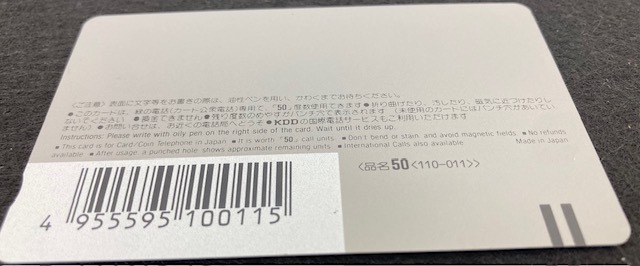 〈ご注意〉表面に文字等をお書きの際は、油性ペンを用い、かわくまでお待ちください。
●このカードは、緑の電話(カード公衆電話)専用で、「50」度数使用できます●折り曲げたり、汚したり、磁気に近づけたりし
ないでください。●換金できません●残り度数のめやすがパンチ穴で表示されます(未使用のカードにはパンチ穴があいてい
ません)●お問い合せは、お近くの電話局へどうぞ●KDDの国際電話サービスもご利用いただけます
Instructions: Please write with oily pen on the right side of the card. Wait until it dries up.
● This card is for Card/Coin Telephone in Japan ● It is worth 「50」 call units ● Don't bend or stain and avoid magnetic fields ● No refunds
available ● After usage a punched hole shows approximate remaining units ● International Calls also available
Made in Japan
〈品名50<110-011>〉
4 955595 100115